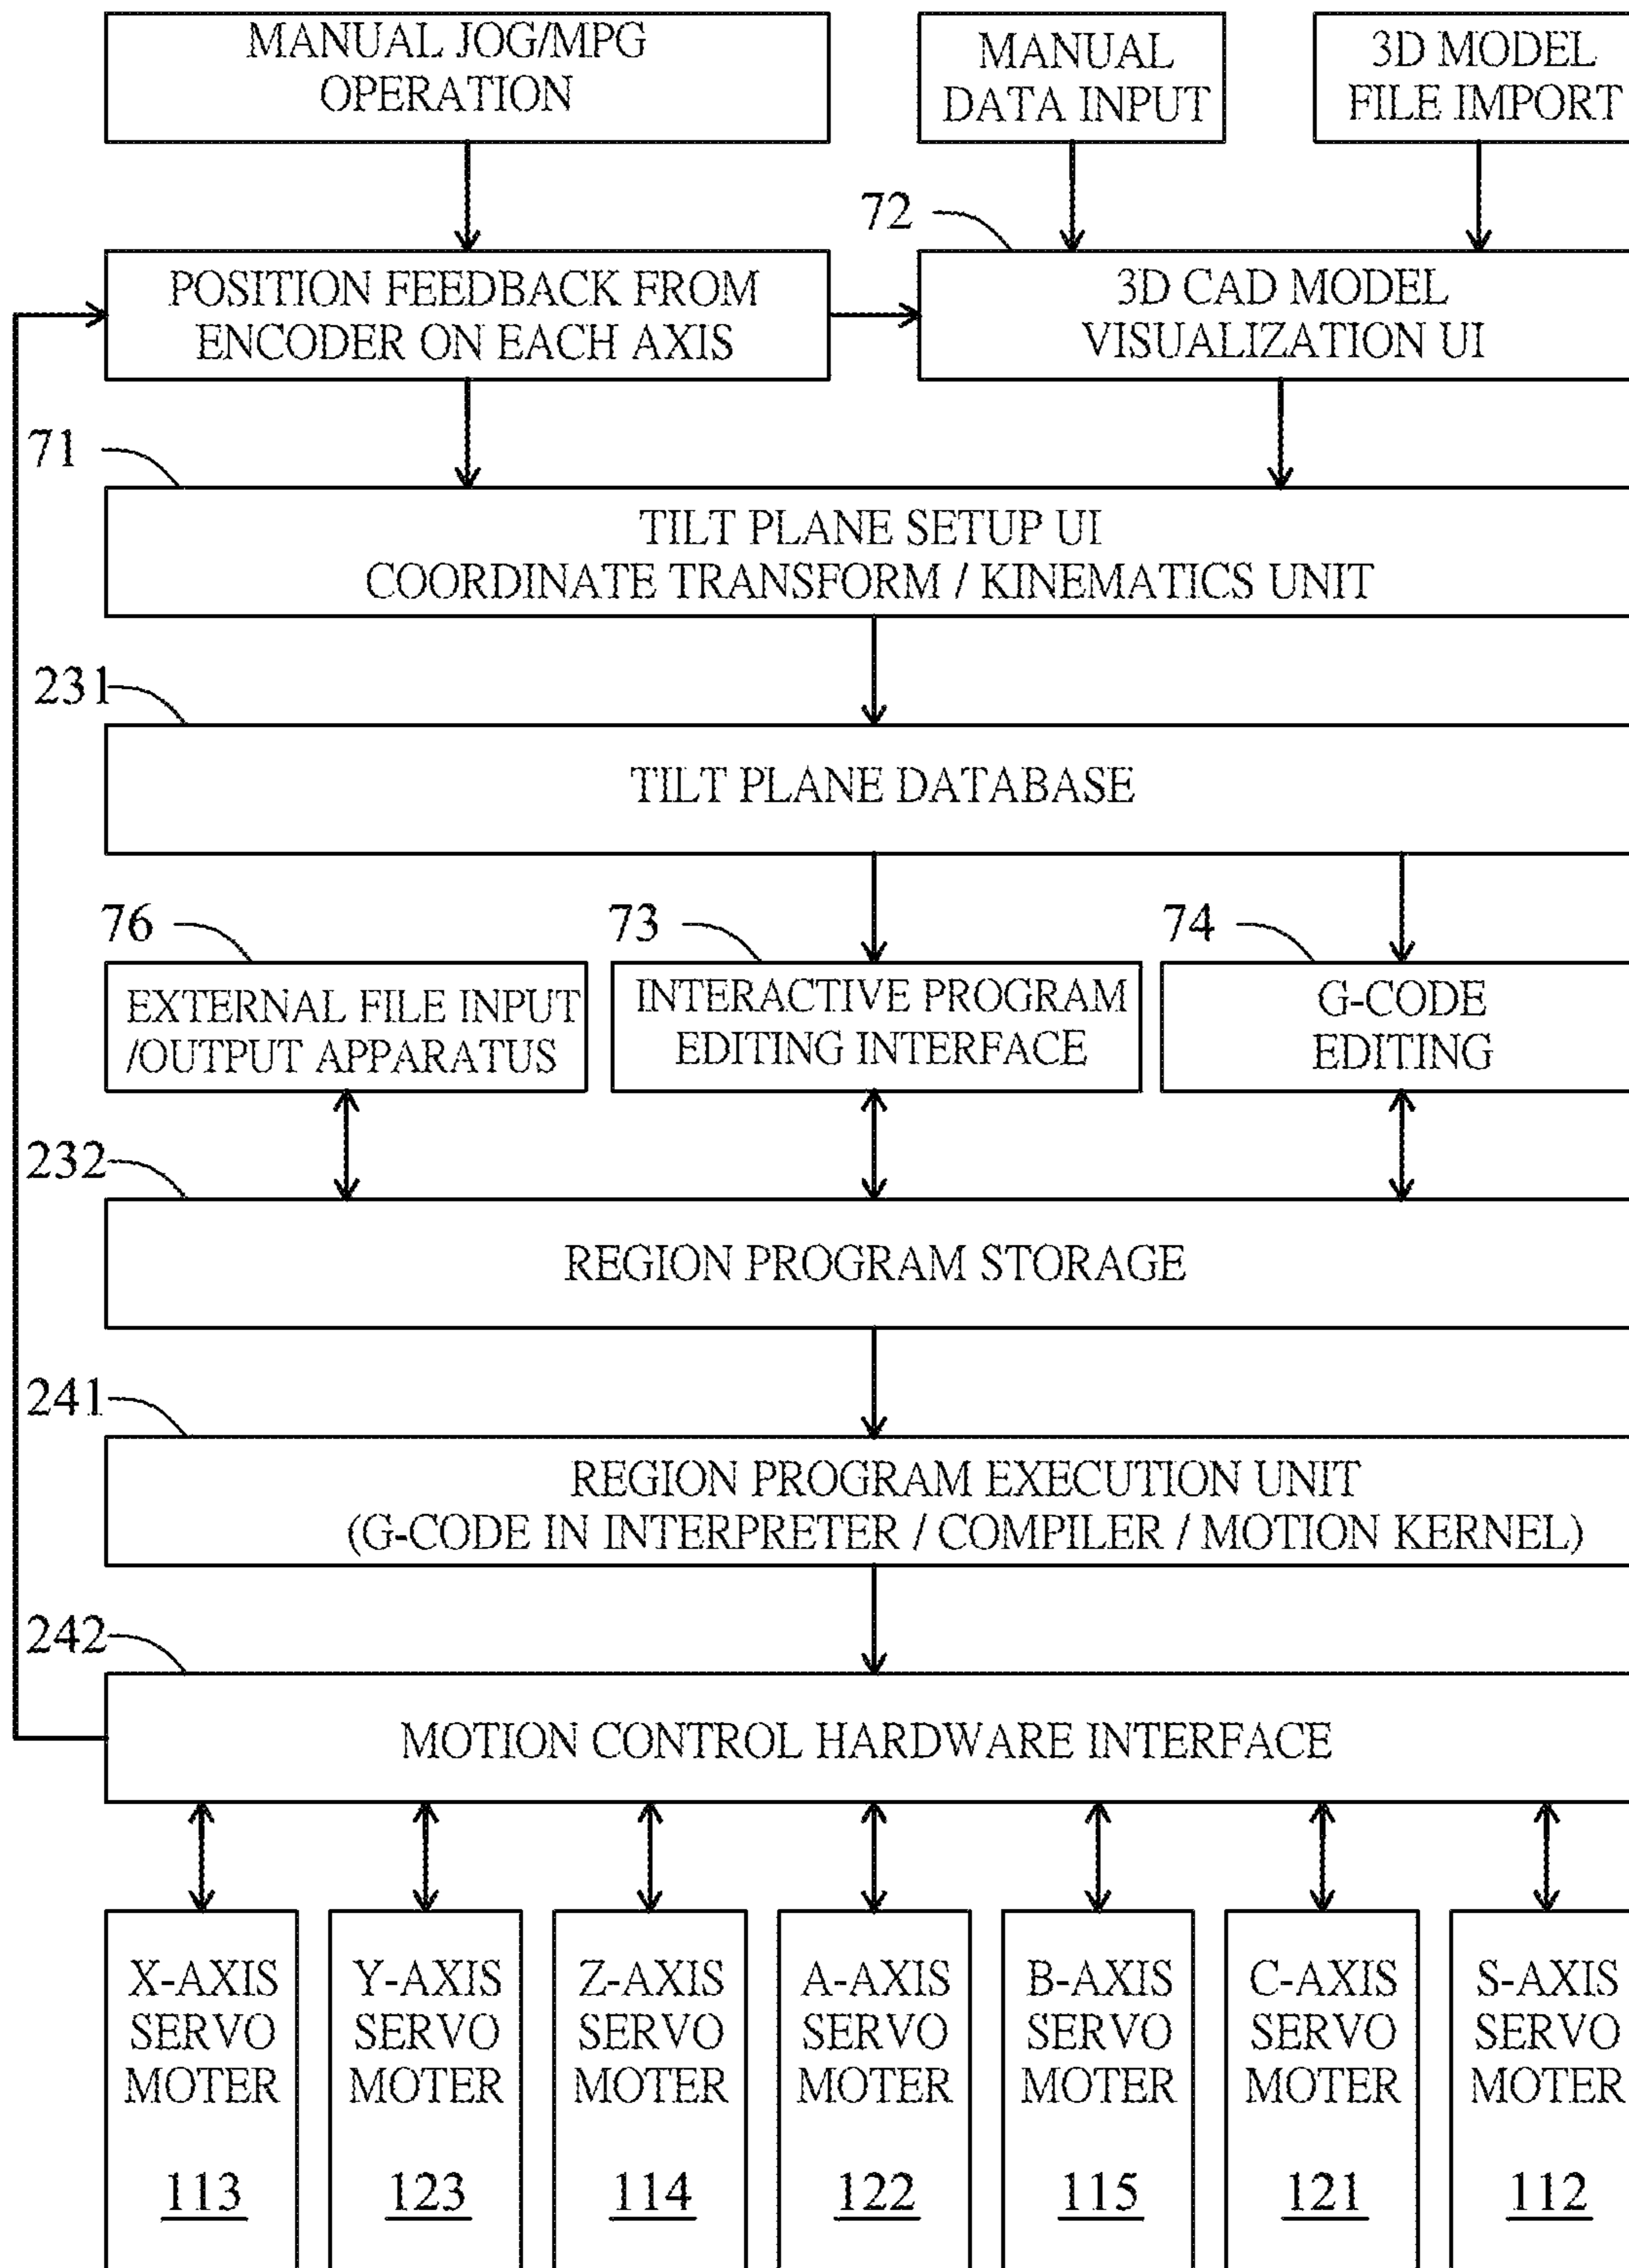 MANUAL JOG/MPG
OPERATION
MANUAL
DATA INPUT
3D MODEL
FILE IMPORT
72
POSITION FEEDBACK FROM
ENCODER ON EACH AXIS
3D CAD MODEL
VISUALIZATION UI
71
TILT PLANE SETUP UI
COORDINATE TRANSFORM / KINEMATICS UNIT
231
TILT PLANE DATABASE
76
EXTERNAL FILE INPUT
/OUTPUT APPARATUS
73
INTERACTIVE PROGRAM
EDITING INTERFACE
74
G-CODE
EDITING
232
REGION PROGRAM STORAGE
241
REGION PROGRAM EXECUTION UNIT
(G-CODE IN INTERPRETER / COMPILER / MOTION KERNEL)
242
MOTION CONTROL HARDWARE INTERFACE
X-AXIS
SERVO
MOTER
113
Y-AXIS
SERVO
MOTER
123
Z-AXIS
SERVO
MOTER
114
A-AXIS
SERVO
MOTER
122
B-AXIS
SERVO
MOTER
115
C-AXIS
SERVO
MOTER
121
S-AXIS
SERVO
MOTER
112